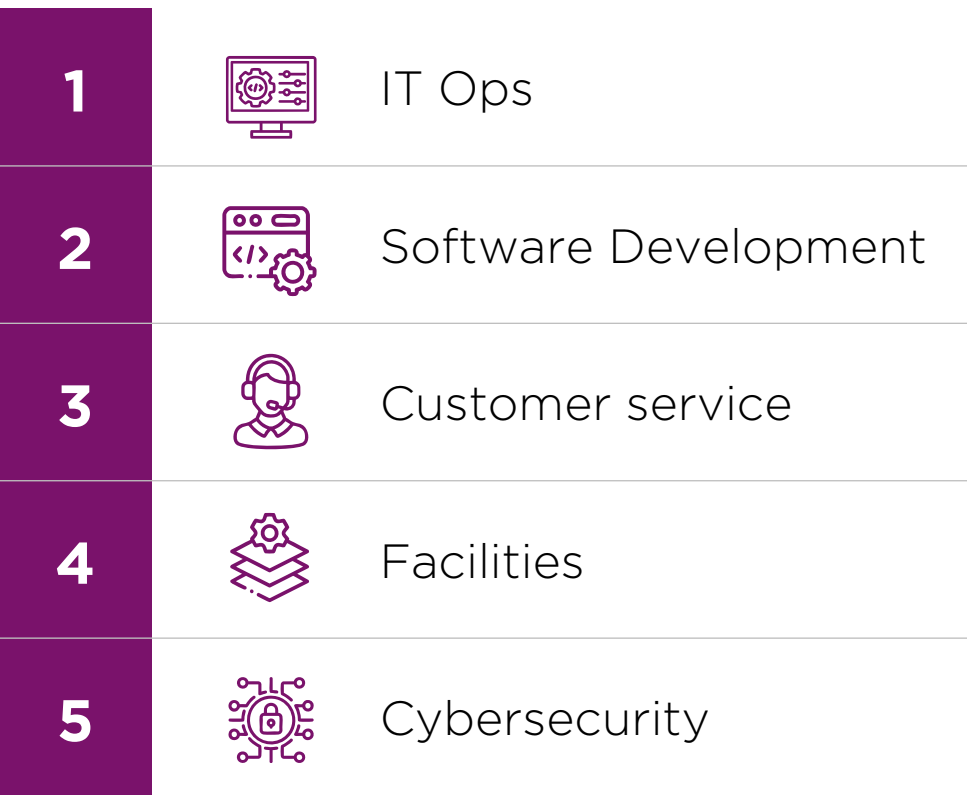 1 IT Ops
2 Software Development
3 Customer service
4 Facilities
5 Cybersecurity